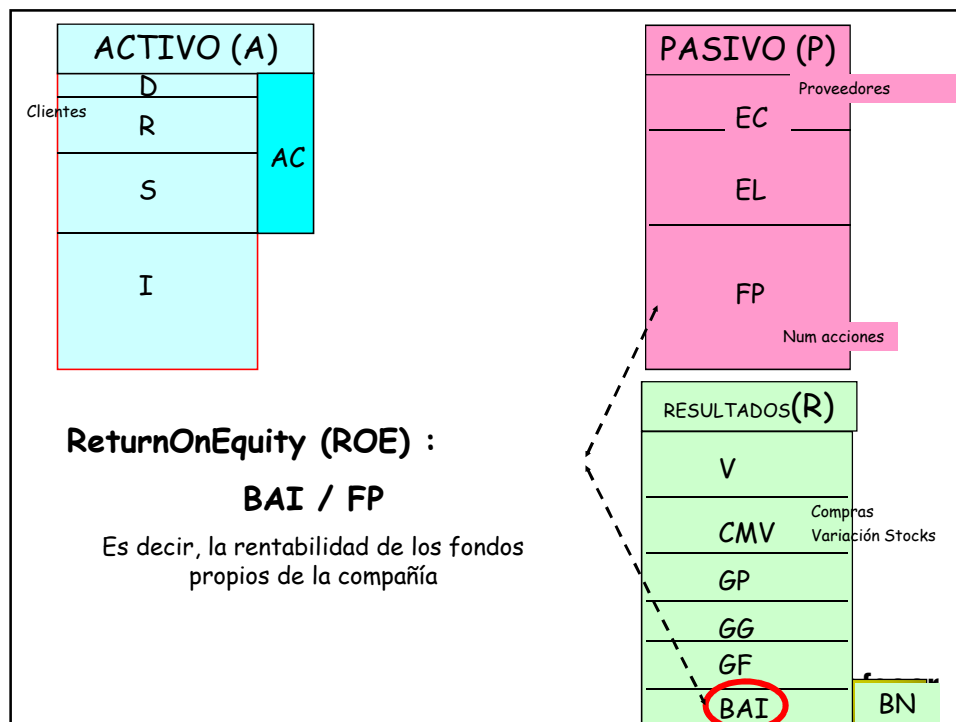 ACTIVO (A)
D
Clientes
R
AC
S
I
PASIVO (P)
Proveedores
EC
EL
FP
Num acciones
ReturnOnEquity (ROE) :
BAI / FP
Es decir, la rentabilidad de los fondos
propios de la compañía
RESULTADOS(R)
V
Compras
CMV
Variación Stocks
GP
GG
GF
BAI
BN